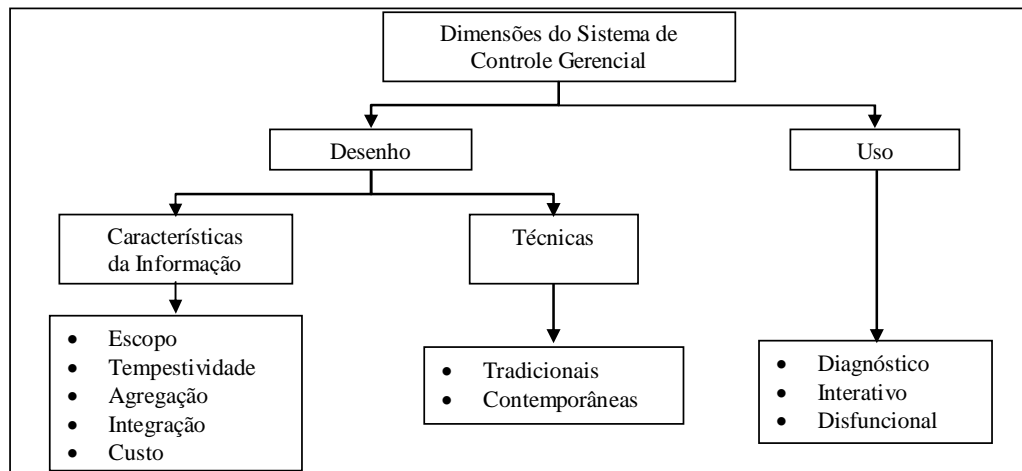 Dimensões do Sistema de
Controle Gerencial
Desenho
Uso
Características
da Informação
Técnicas
• Escopo
• Tempestividade
• Agregação
• Integração
• Custo
• Tradicionais
• Contemporâneas
• Diagnóstico
• Interativo
• Disfuncional